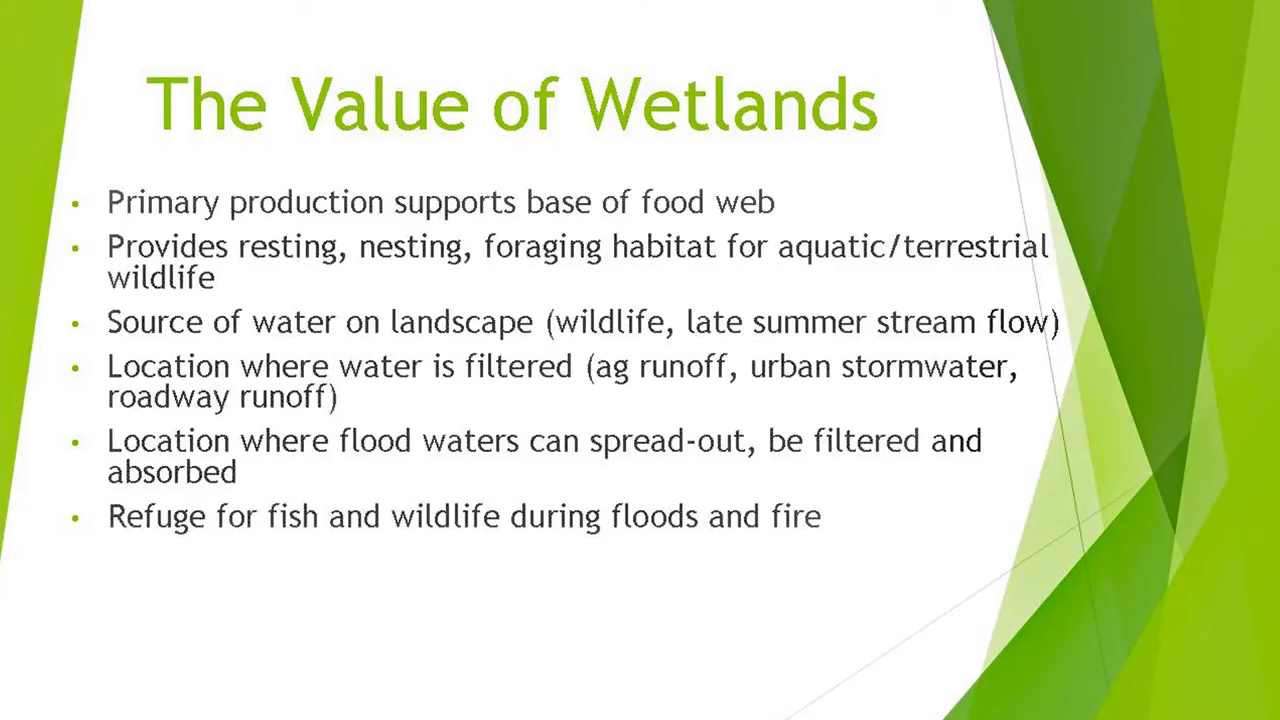 The Value of Wetlands
• Primary production supports base of food web
• Provides resting, nesting, foraging habitat for aquatic/terrestrial
wildlife
• Source of water on landscape (wildlife, late summer stream flow)
• Location where water is filtered (ag runoff, urban stormwater,
roadway runoff)
• Location where flood waters can spread-out, be filtered and
absorbed
• Refuge for fish and wildlife during floods and fire